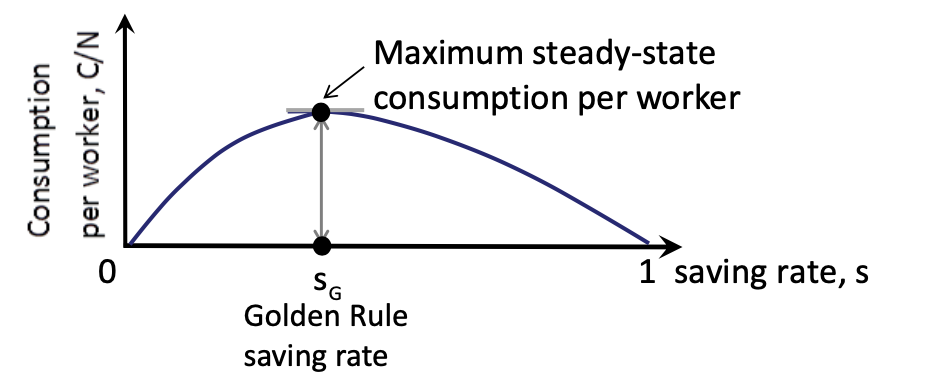 Consumption
per worker, C/N
Maximum steady-state
consumption per worker
0
s_G
1
saving rate, s
Golden Rule
saving rate